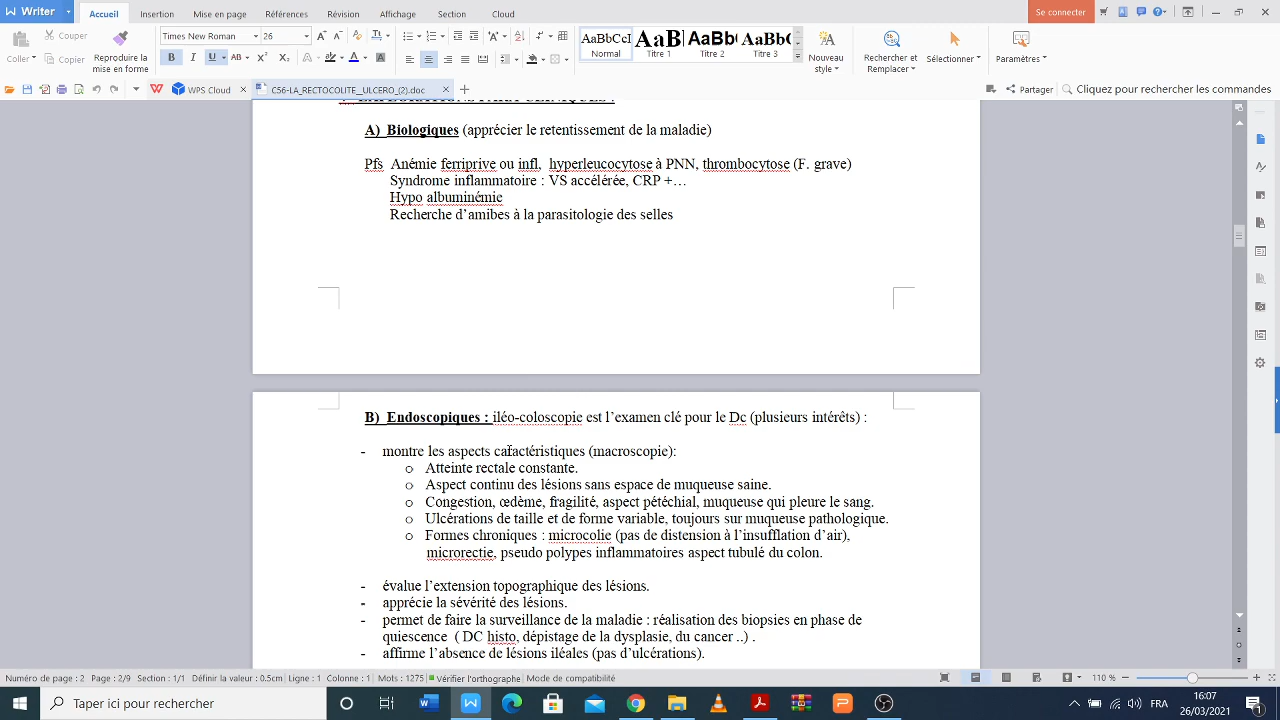 Writer
Accueil
Insertion
Mise en page
Références
Révision
Affichage
Section
Cloud
Se connecter
Coller
Couper
Copier
Reproduire la
mise en forme
Times New Roman
26
AaBbCcI
Normal
AaB
Titre 1
AaBb
Titre 2
AaBbC
Titre 3
Nouveau
style
Rechercher et
Remplacer
Sélectionner
Paramètres
WPS.Cloud
C56-LA_RECTOCOLITE__ULCERO_(2).doc
Partager
Cliquez pour rechercher les commandes
A) Biologiques (apprécier le retentissement de la maladie)
Pfs Anémie ferriprive ou infl, hyperleucocytose à PNN, thrombocytose (F. grave)
Syndrome inflammatoire : VS accélérée, CRP +…
Hypo albuminémie
Recherche d’amibes à la parasitologie des selles
B) Endoscopiques : iléo-coloscopie est l’examen clé pour le Dc (plusieurs intérêts) :
- montre les aspects caractéristiques (macroscopie):
o Atteinte rectale constante.
o Aspect continu des lésions sans espace de muqueuse saine.
o Congestion, œdème, fragilité, aspect pétéchial, muqueuse qui pleure le sang.
o Ulcérations de taille et de forme variable, toujours sur muqueuse pathologique.
o Formes chroniques : microcolie (pas de distension à l’insufflation d’air),
microrectie, pseudo polypes inflammatoires aspect tubulé du colon.
- évalue l’extension topographique des lésions.
- apprécie la sévérité des lésions.
- permet de faire la surveillance de la maladie : réalisation des biopsies en phase de
quiescence ( DC histo, dépistage de la dysplasie, du cancer ..) .
- affirme l’absence de lésions iléales (pas d’ulcérations).
Numéro de page: 2 Page: 2/9 Section: 1/1 Définir la valeur: 0.5cm Ligne: 1 Colonne: 1 Mots : 1275 Vérifier l'orthographe Mode de compatibilité
110 %
Taper ici pour rechercher
FRA
16:07
26/03/2021